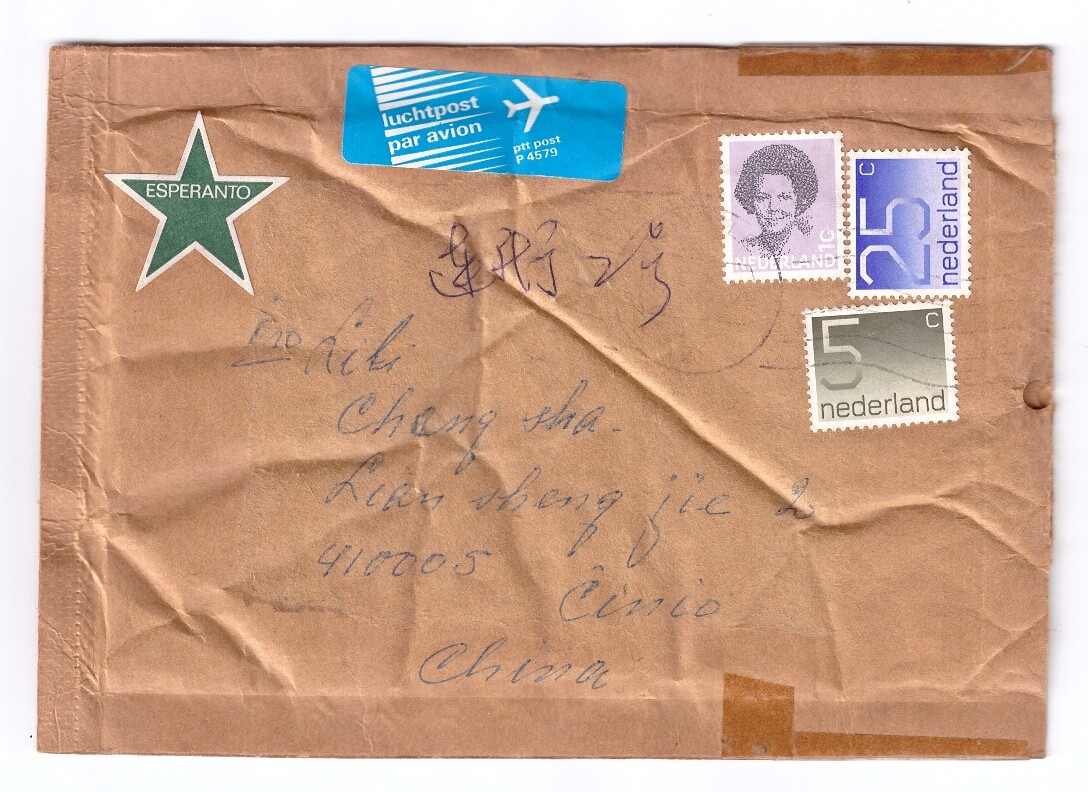 luchtpost
par avion
ptt post
P 4579
ESPERANTO
1c
NEDERLAND
25 c
nederland
5 c
nederland
Lili
Chang sha.
Lian sheng jie 2
410005
Ĉinio
China